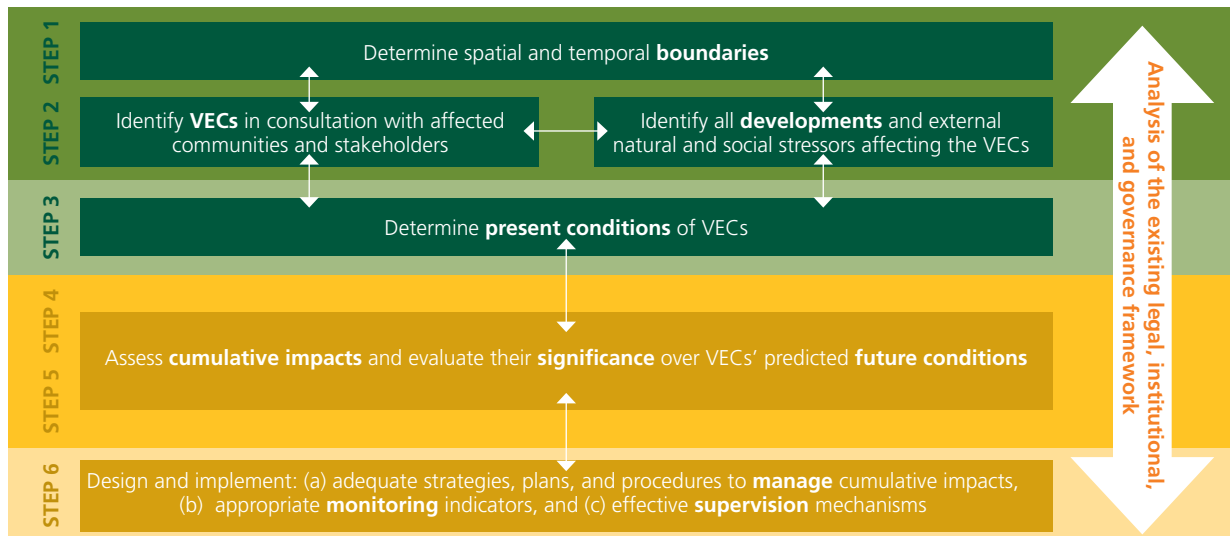 STEP 1
Determine spatial and temporal boundaries
STEP 2
Identify VECs in consultation with affected
communities and stakeholders
Identify all developments and external
natural and social stressors affecting the VECs
STEP 3
Determine present conditions of VECs
STEP 4
Assess cumulative impacts and evaluate their significance over VECs’ predicted future conditions
STEP 5
STEP 6
Design and implement: (a) adequate strategies, plans, and procedures to manage cumulative impacts,
(b) appropriate monitoring indicators, and (c) effective supervision mechanisms
Analysis of the existing legal, institutional,
and governance framework